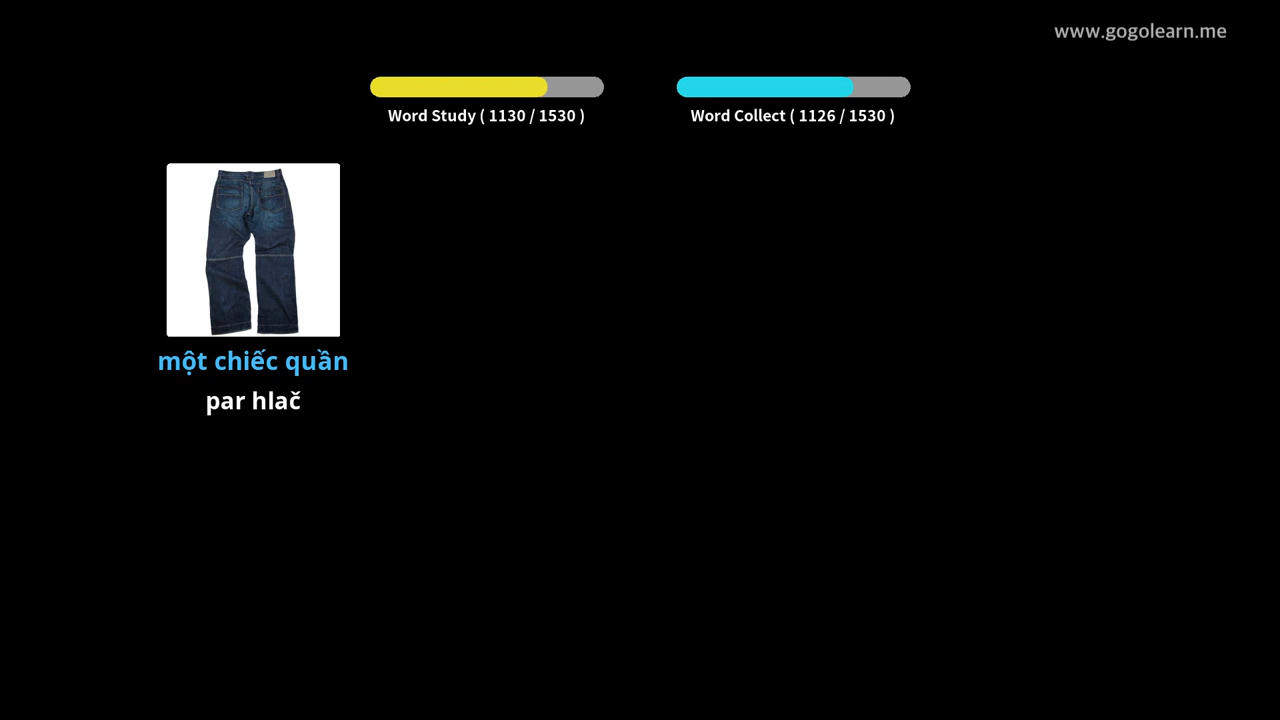 www.gogolearn.me
Word Study ( 1130 / 1530 )
Word Collect ( 1126 / 1530 )
một chiếc quần
par hlač